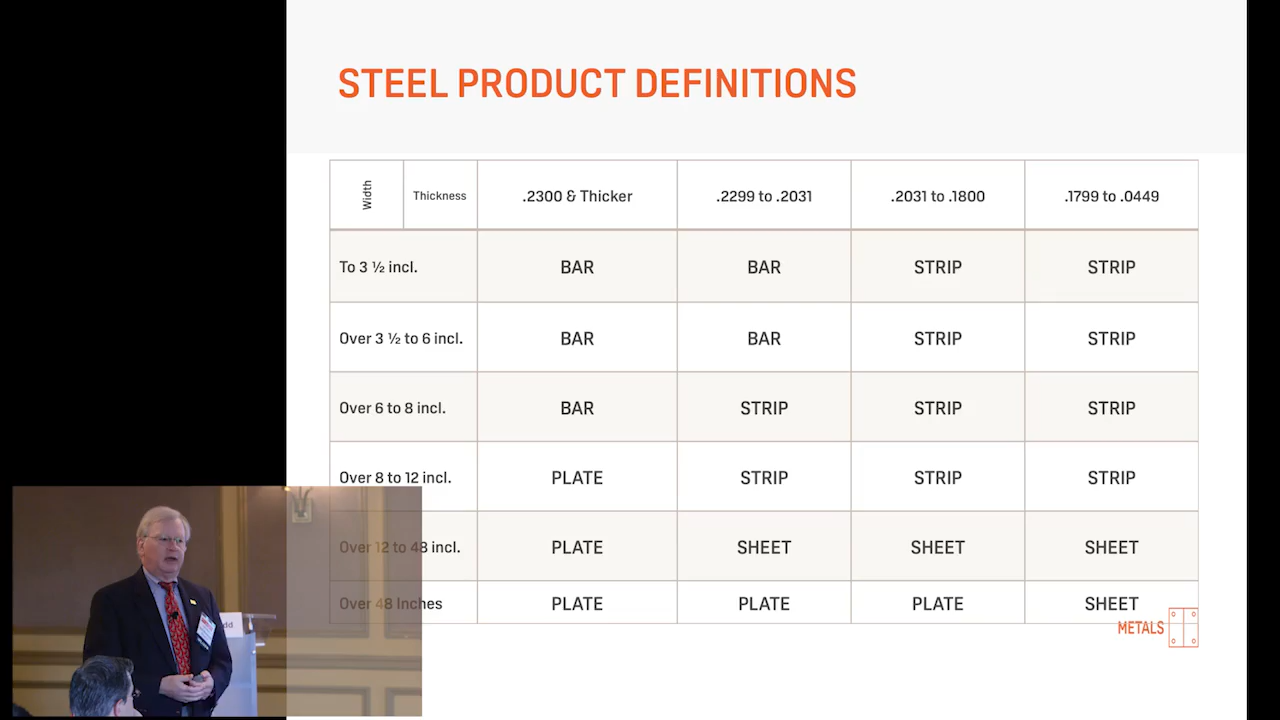 STEEL PRODUCT DEFINITIONS
Width Thickness .2300 & Thicker .2299 to .2031 .2031 to .1800 .1799 to .0449
To 3 ½ incl. BAR BAR STRIP STRIP
Over 3 ½ to 6 incl. BAR BAR STRIP STRIP
Over 6 to 8 incl. BAR STRIP STRIP STRIP
Over 8 to 12 incl. PLATE STRIP STRIP STRIP
Over 12 to 48 incl. PLATE SHEET SHEET SHEET
Over 48 Inches PLATE PLATE PLATE SHEET
METALS
dd